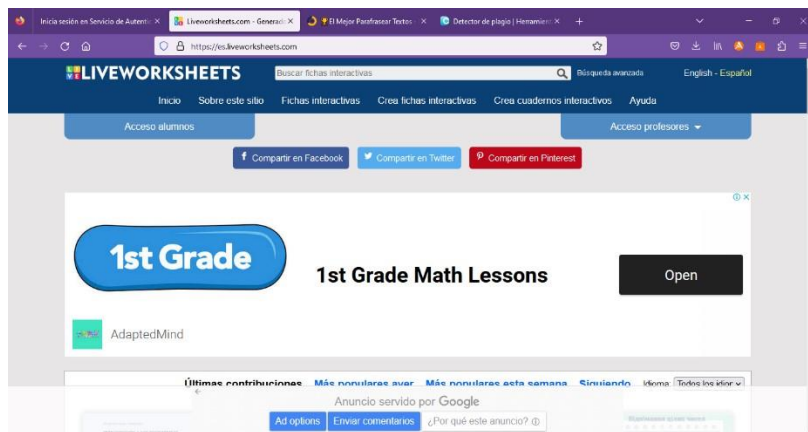 Inicia sesión en Servicio de Autentic × Liveworksheets.com - Generado × El Mejor Parafrasear Textos × Detector de plagio | Herramient ×
https://es.liveworksheets.com
LIVEWORKSHEETS Buscar fichas interactivas Búsqueda avanzada English - Español
Inicio Sobre este sitio Fichas interactivas Crea fichas interactivas Crea cuadernos interactivos Ayuda
Acceso alumnos Acceso profesores
Compartir en Facebook Compartir en Twitter Compartir en Pinterest
1st Grade 1st Grade Math Lessons Open
AdaptedMind
Últimas contribuciones Más populares ayer Más populares esta semana Siguiendo Idioma: Todos los idior
Anuncio servido por Google
Ad options Enviar comentarios ¿Por qué este anuncio?